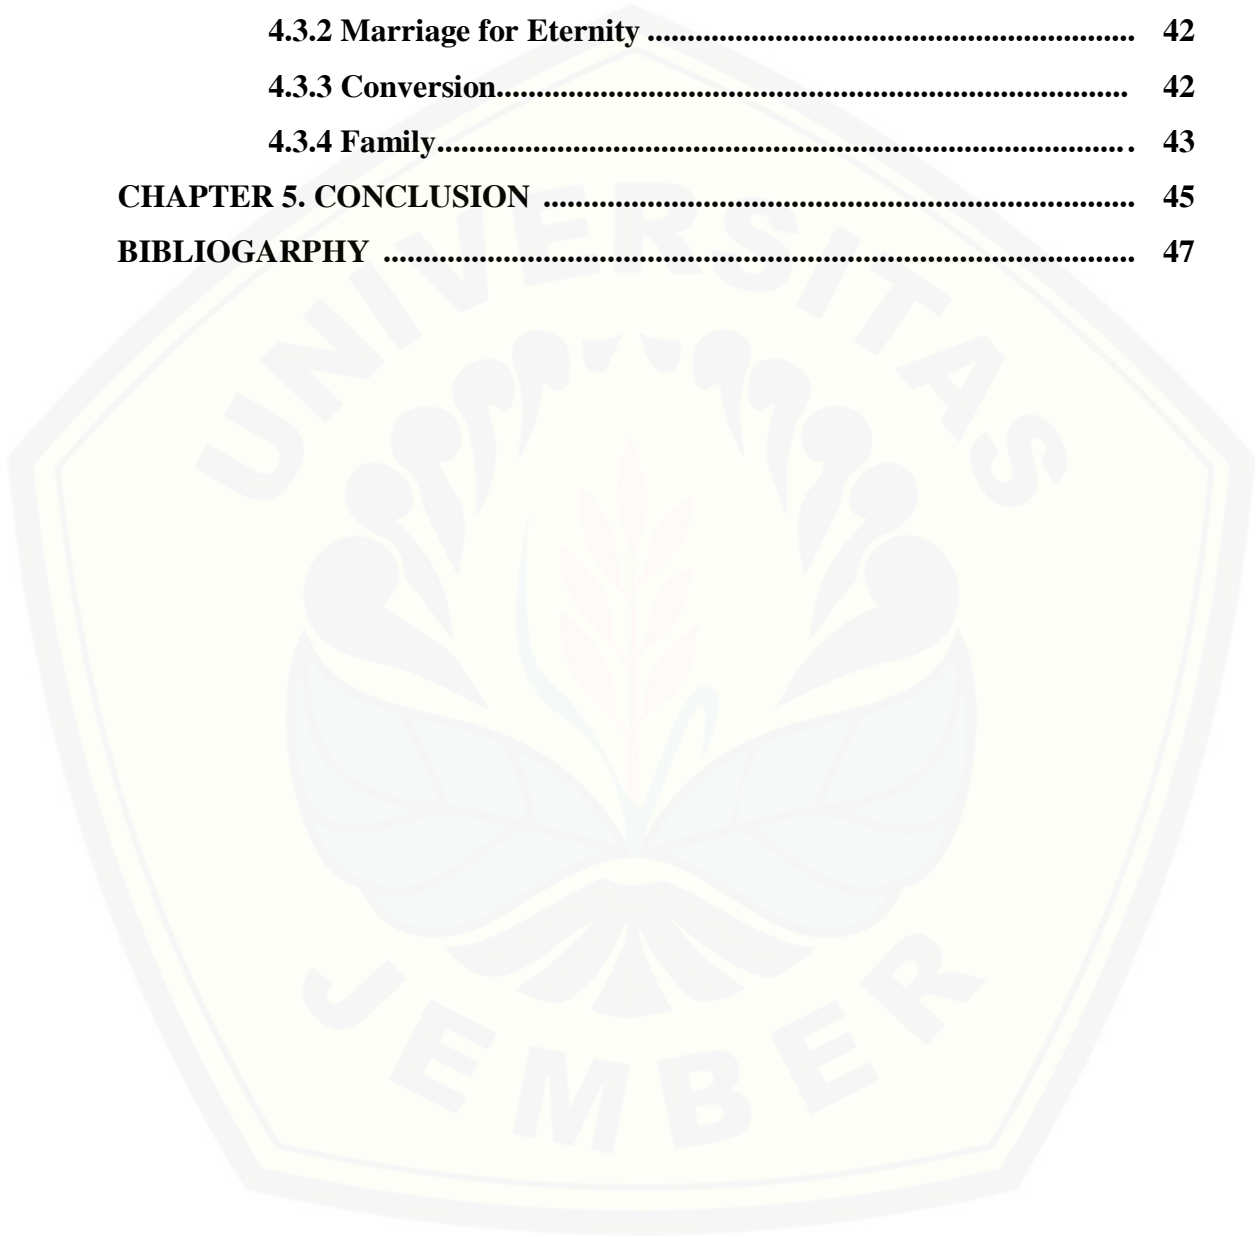 4.3.2 Marriage for Eternity ............................................................. 42
4.3.3 Conversion............................................................................... 42
4.3.4 Family...................................................................................... . 43
CHAPTER 5. CONCLUSION .......................................................................... 45
BIBLIOGARPHY .............................................................................................. 47
UNIVERSITAS
JEMBER